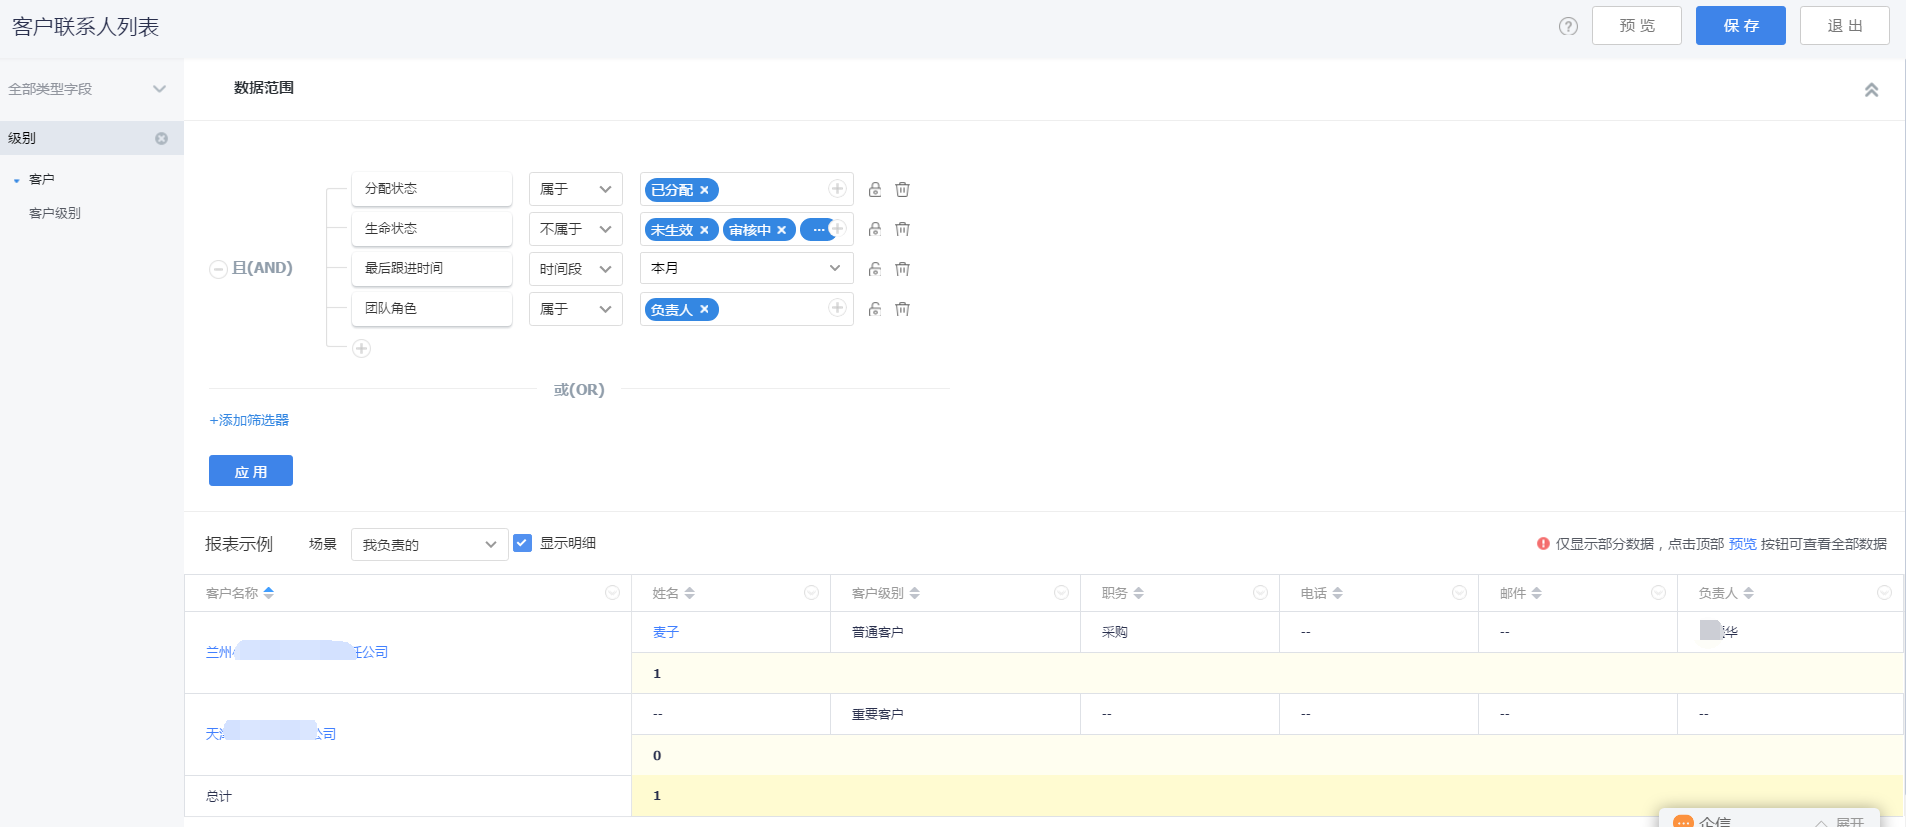 客户联系人列表
? 预 览 保 存 退 出
全部类型字段
数据范围
级别
客户
客户级别
分配状态 属于 已分配
生命状态 不属于 未生效 审核中 ...
且(AND)
最后跟进时间 时间段 本月
团队角色 属于 负责人
或(OR)
+添加筛选器
应 用
报表示例 场景 我负责的 显示明细 仅显示部分数据，点击顶部 预览 按钮可查看全部数据
客户名称 姓名 客户级别 职务 电话 邮件 负责人
兰州 任公司 麦子 普通客户 采购 -- -- 华
1
天 公司 -- 重要客户 -- -- -- --
0
总计 1
企信 展开